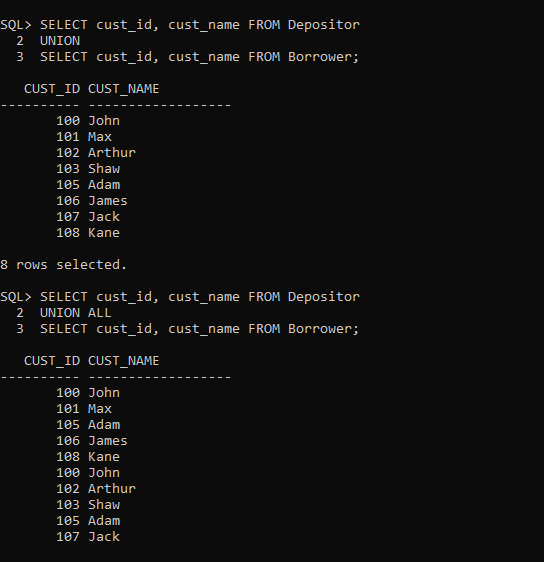 SQL> SELECT cust_id, cust_name FROM Depositor
  2  UNION
  3  SELECT cust_id, cust_name FROM Borrower;
   CUST_ID CUST_NAME
---------- ------------------
       100 John
       101 Max
       102 Arthur
       103 Shaw
       105 Adam
       106 James
       107 Jack
       108 Kane
8 rows selected.
SQL> SELECT cust_id, cust_name FROM Depositor
  2  UNION ALL
  3  SELECT cust_id, cust_name FROM Borrower;
   CUST_ID CUST_NAME
---------- ------------------
       100 John
       101 Max
       105 Adam
       106 James
       108 Kane
       100 John
       102 Arthur
       103 Shaw
       105 Adam
       107 Jack